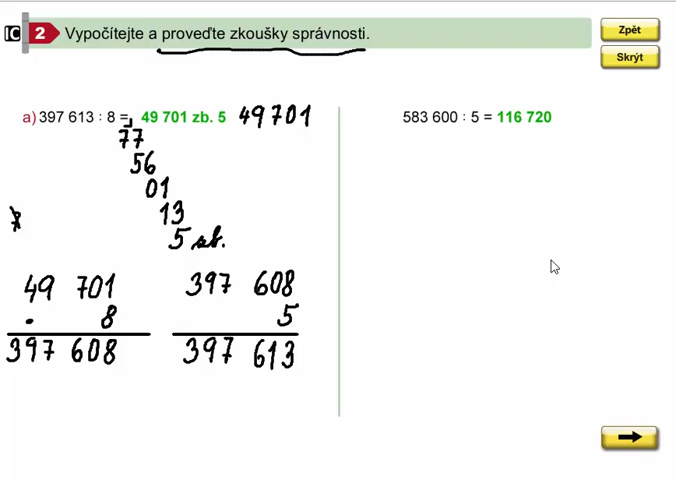 2 Vypočítejte a proveďte zkoušky správnosti.
Zpět
Skrýt
a) 397 613 : 8 = 49 701 zb. 5 49701
77
56
01
13
5 zb.
49 701
. 8
397 608
397 608
5
397 613
583 600 : 5 = 116 720